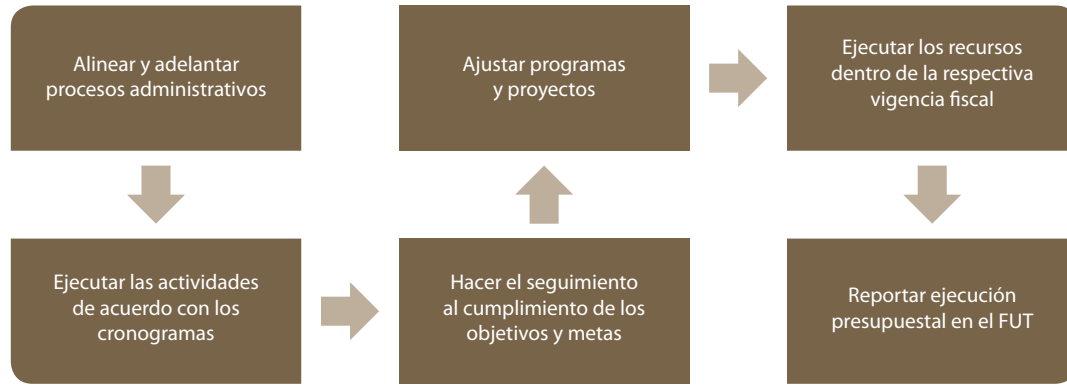 Alinear y adelantar
procesos administrativos
Ejecutar las actividades
de acuerdo con los
cronogramas
Hacer el seguimiento
al cumplimiento de los
objetivos y metas
Ajustar programas
y proyectos
Ejecutar los recursos
dentro de la respectiva
vigencia fiscal
Reportar ejecución
presupuestal en el FUT